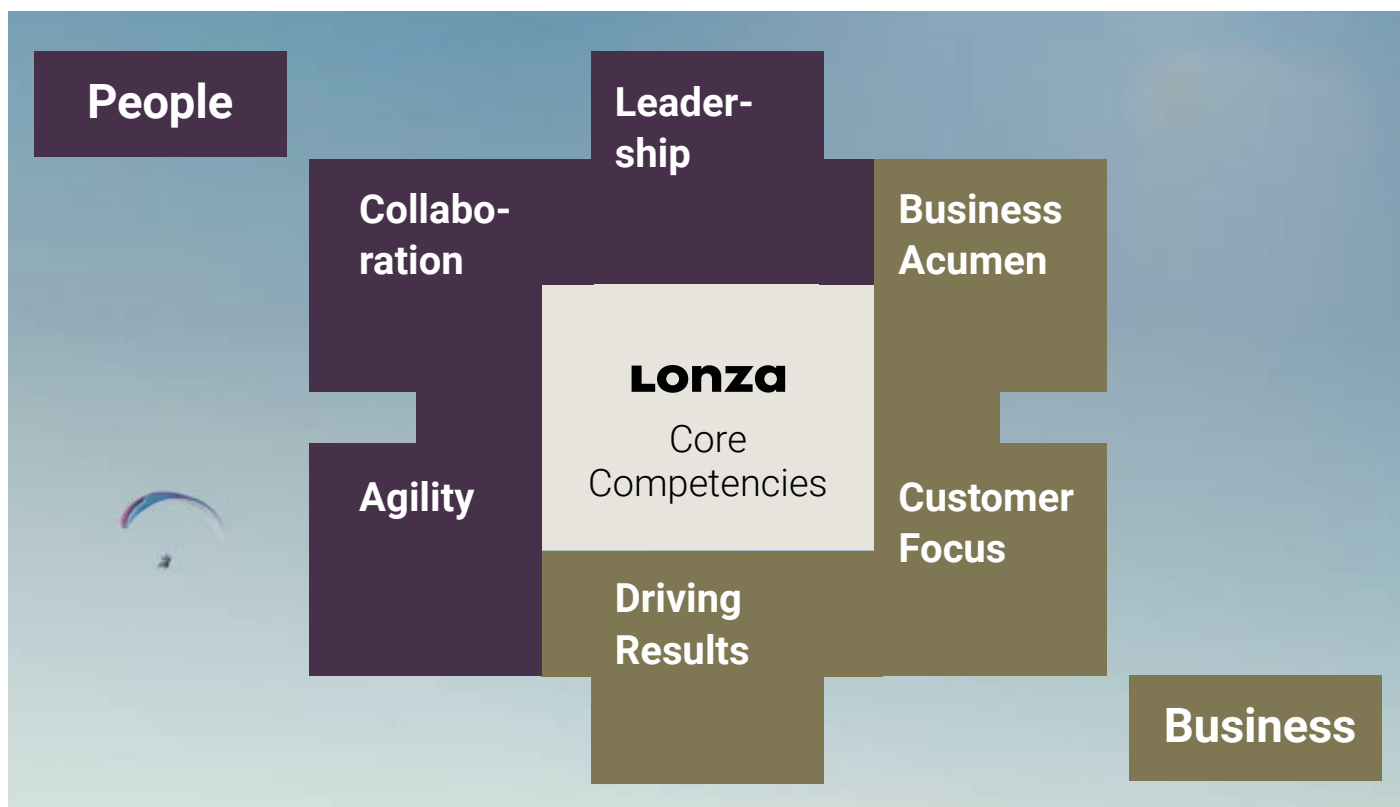 People
Leader-
ship
Collabo-
ration
Business
Acumen
Lonza
Core
Competencies
Agility
Customer
Focus
Driving
Results
Business